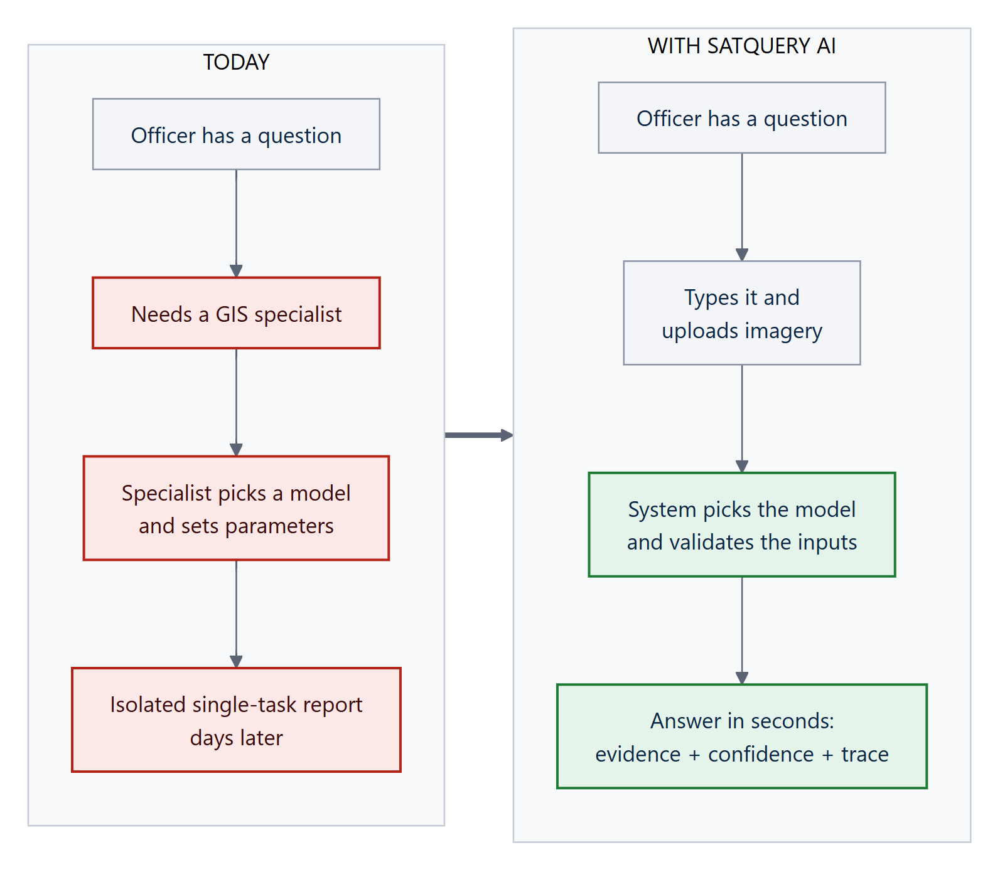 TODAY
Officer has a question
Needs a GIS specialist
Specialist picks a model
and sets parameters
Isolated single-task report
days later
WITH SATQUERY AI
Officer has a question
Types it and
uploads imagery
System picks the model
and validates the inputs
Answer in seconds:
evidence + confidence + trace